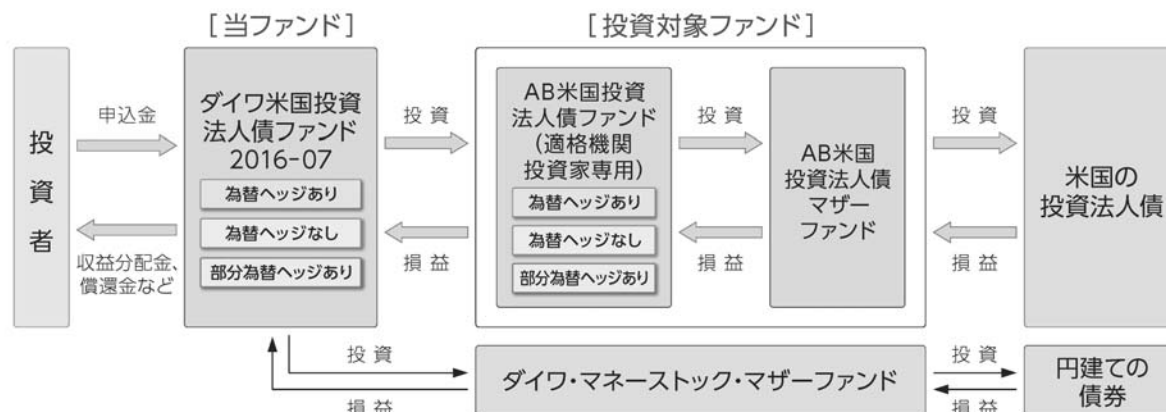 [当ファンド]
[投資対象ファンド]
投資者
申込金
収益分配金、
償還金など
ダイワ米国投資
法人債ファンド
2016-07
為替ヘッジあり
為替ヘッジなし
部分為替ヘッジあり
投資
損益
AB米国投資
法人債ファンド
(適格機関
投資家専用)
為替ヘッジあり
為替ヘッジなし
部分為替ヘッジあり
投資
損益
AB米国
投資法人債
マザー
ファンド
投資
損益
米国の
投資法人債
投資
損益
ダイワ・マネーストック・マザーファンド
投資
損益
円建ての
債券